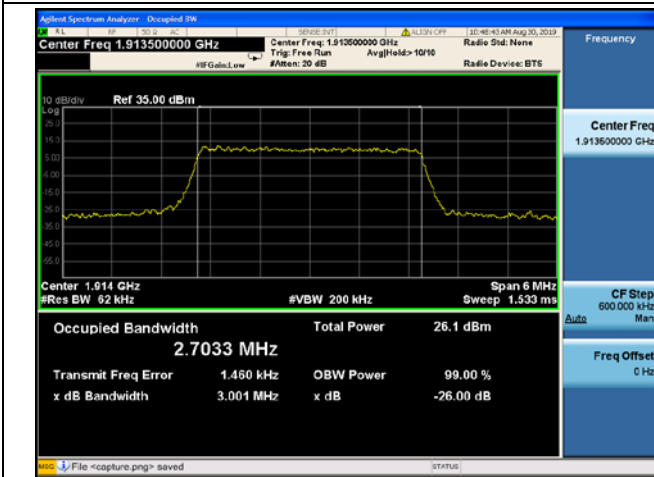 Agilent Spectrum Analyzer - Occupied BW
RL RF 50 Ω AC SENSE:INT ALIGN OFF 10:48:43 AM Aug 30, 2019
Center Freq 1.913500000 GHz
Center Freq: 1.913500000 GHz
Radio Std: None
Trig: Free Run Avg|Hold:> 10/10
#IFGain:Low #Atten: 20 dB Radio Device: BTS
10 dB/div Ref 35.00 dBm
Log
25.0
15.0
5.00
-5.00
-15.0
-25.0
-35.0
-45.0
-55.0
Center 1.914 GHz Span 6 MHz
#Res BW 62 kHz #VBW 200 kHz Sweep 1.533 ms
Occupied Bandwidth Total Power 26.1 dBm
2.7033 MHz
Transmit Freq Error 1.460 kHz OBW Power 99.00 %
x dB Bandwidth 3.001 MHz x dB -26.00 dB
MSG File <capture.png> saved STATUS
Frequency
Center Freq
1.913500000 GHz
CF Step
600.000 kHz
Auto Man
Freq Offset
0 Hz